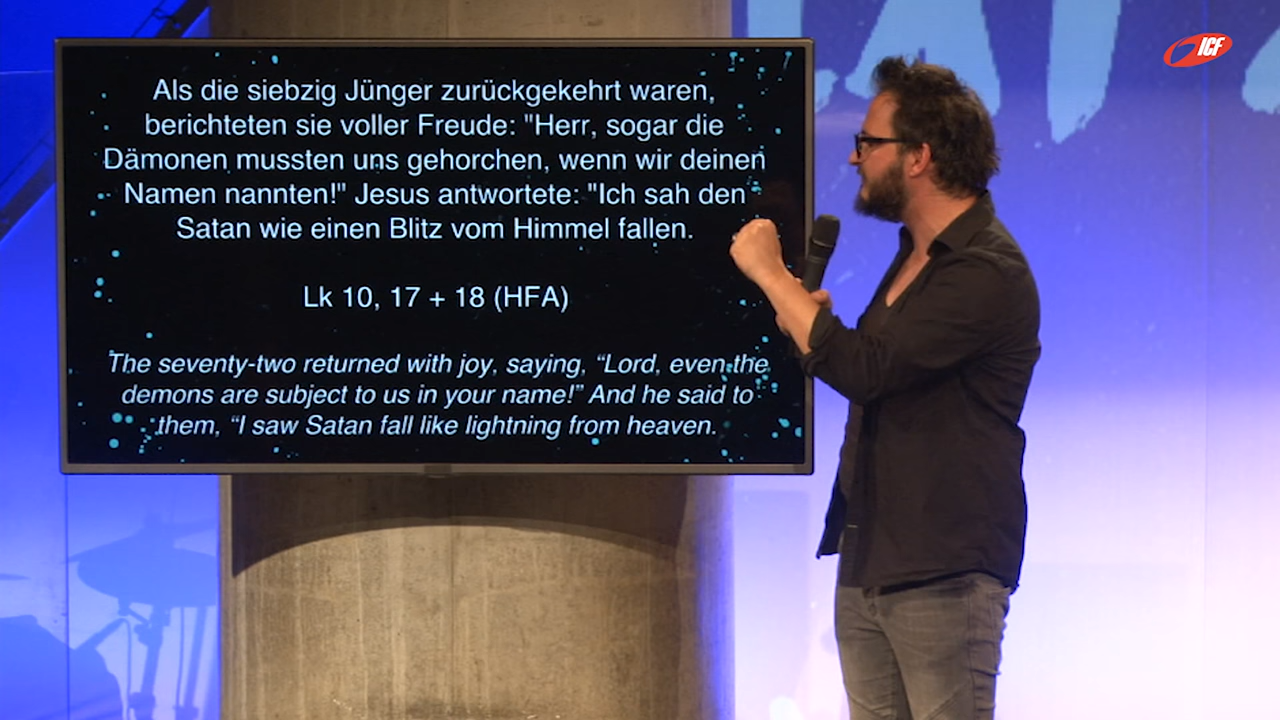 ICF
Als die siebzig Jünger zurückgekehrt waren,
berichteten sie voller Freude: "Herr, sogar die
Dämonen mussten uns gehorchen, wenn wir deinen
Namen nannten!" Jesus antwortete: "Ich sah den
Satan wie einen Blitz vom Himmel fallen.
Lk 10, 17 + 18 (HFA)
The seventy-two returned with joy, saying, “Lord, even the
demons are subject to us in your name!” And he said to
them, “I saw Satan fall like lightning from heaven.